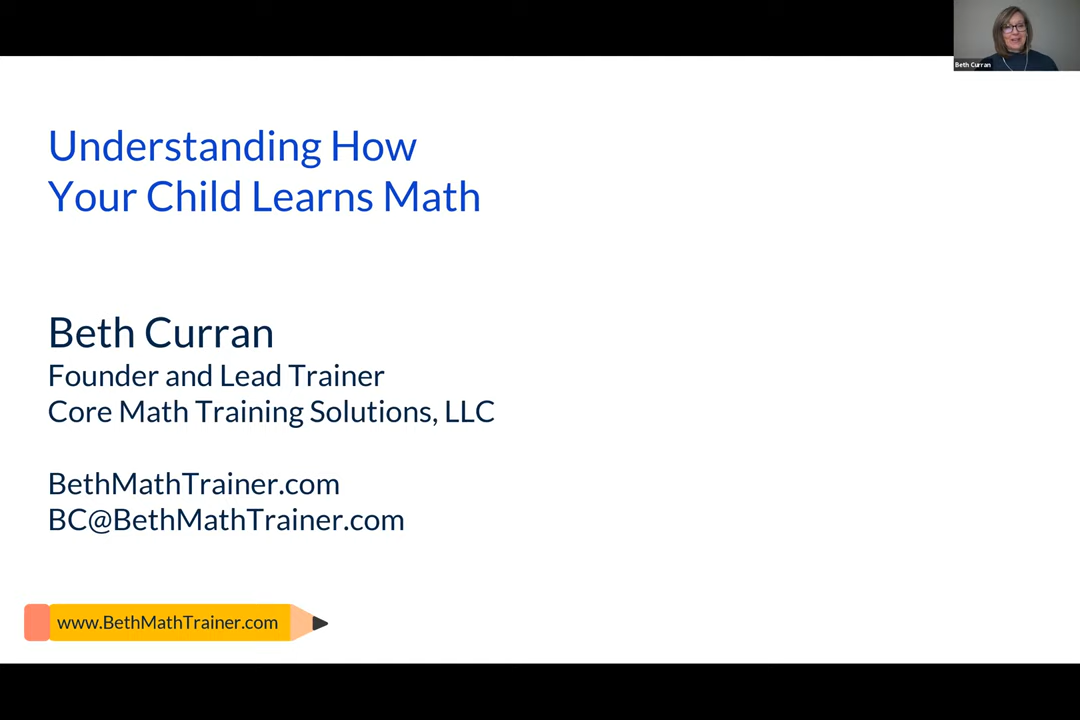 Beth Curran
Understanding How
Your Child Learns Math
Beth Curran
Founder and Lead Trainer
Core Math Training Solutions, LLC
BethMathTrainer.com
BC@BethMathTrainer.com
www.BethMathTrainer.com